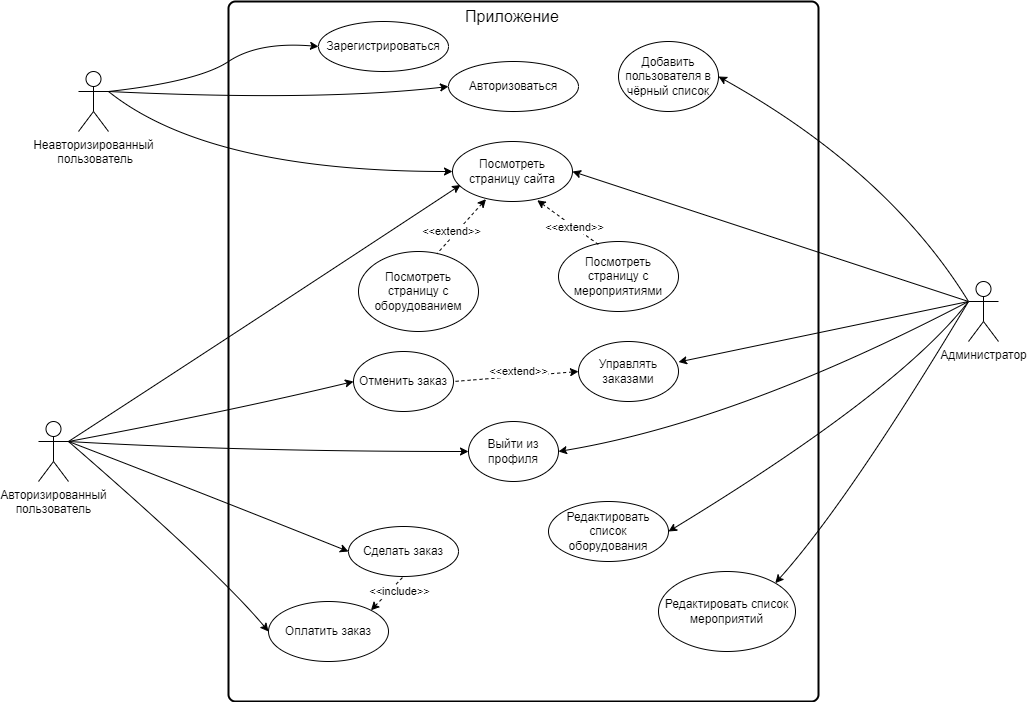 Приложение
Зарегистрироваться
Авторизоваться
Добавить
пользователя в
чёрный список
Неавторизированный
пользователь
Посмотреть
страницу сайта
<<extend>>
<<extend>>
Посмотреть
страницу с
оборудованием
Посмотреть
страницу с
мероприятиями
Администратор
Отменить заказ
<<extend>>
Управлять
заказами
Выйти из
профиля
Авторизированный
пользователь
Редактировать
список
оборудования
Сделать заказ
<<include>>
Оплатить заказ
Редактировать список
мероприятий